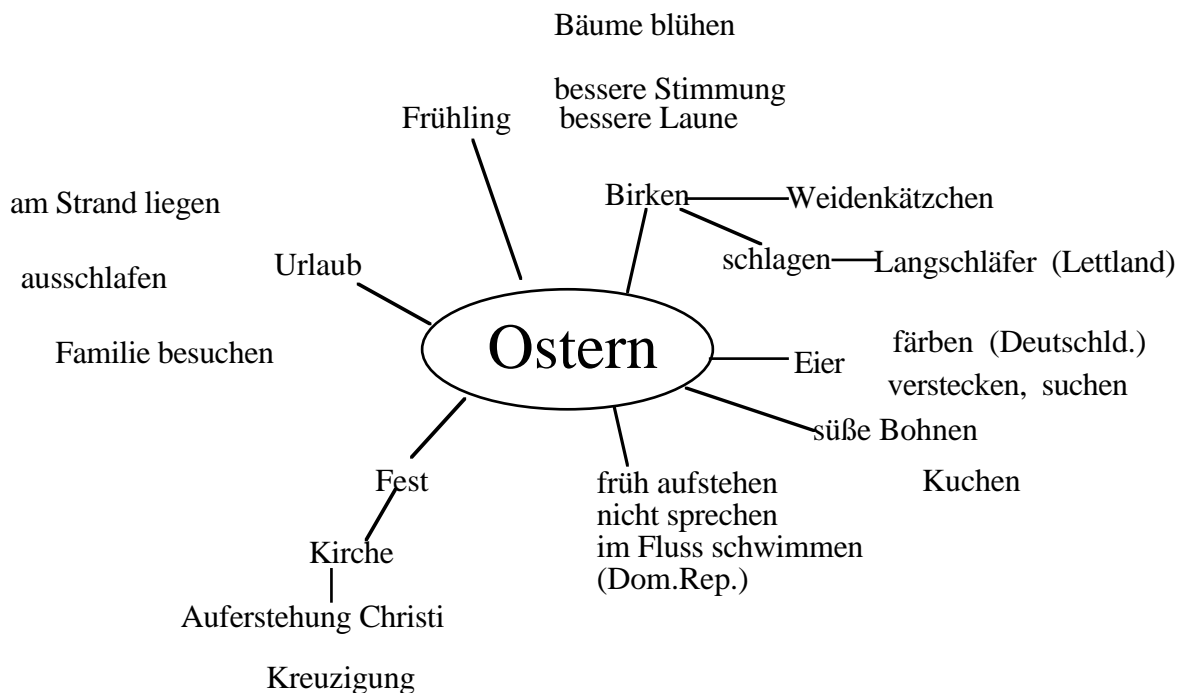 Bäume blühen
bessere Stimmung
Frühling
bessere Laune
am Strand liegen
Birken
Weidenkätzchen
ausschlafen
Urlaub
schlagen
Langschläfer (Lettland)
Familie besuchen
Ostern
Eier
färben (Deutschld.)
verstecken, suchen
süße Bohnen
Kuchen
Fest
früh aufstehen
nicht sprechen
im Fluss schwimmen
(Dom.Rep.)
Kirche
Auferstehung Christi
Kreuzigung